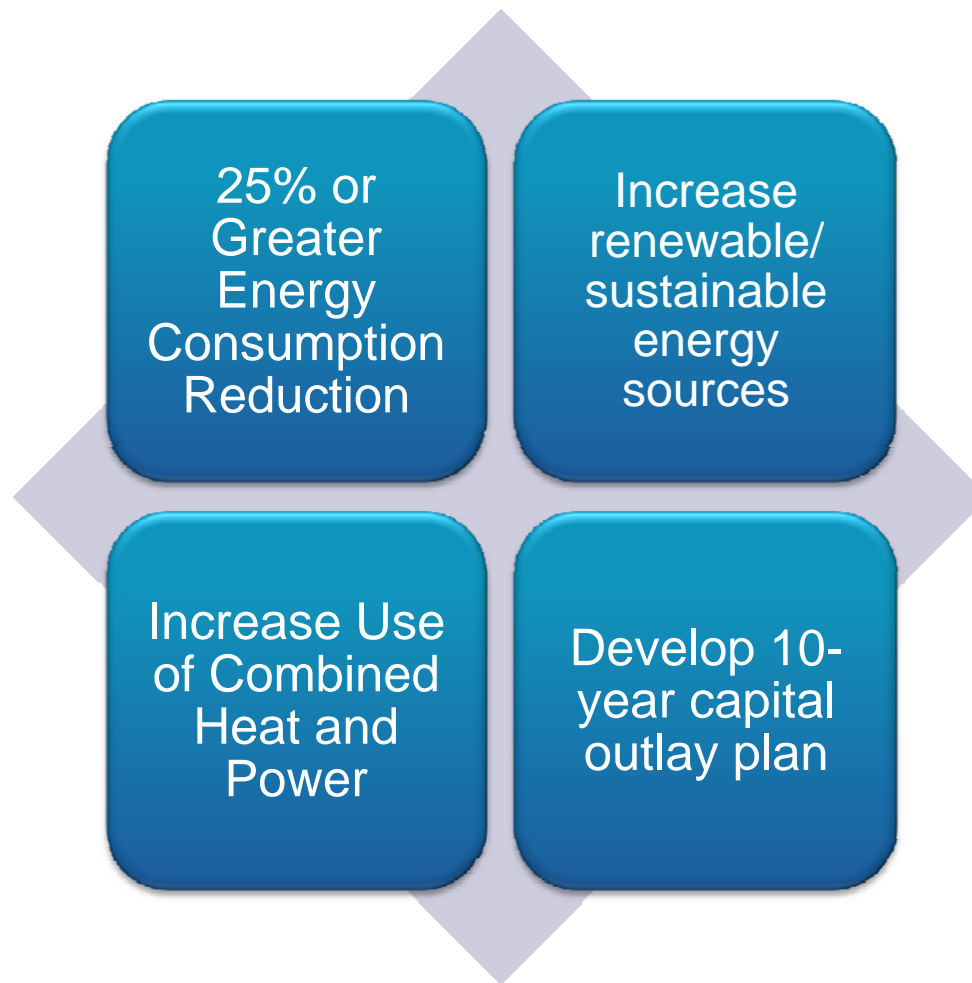 25% or
Greater
Energy
Consumption
Reduction
Increase
renewable/
sustainable
energy
sources
Increase Use
of Combined
Heat and
Power
Develop 10-
year capital
outlay plan